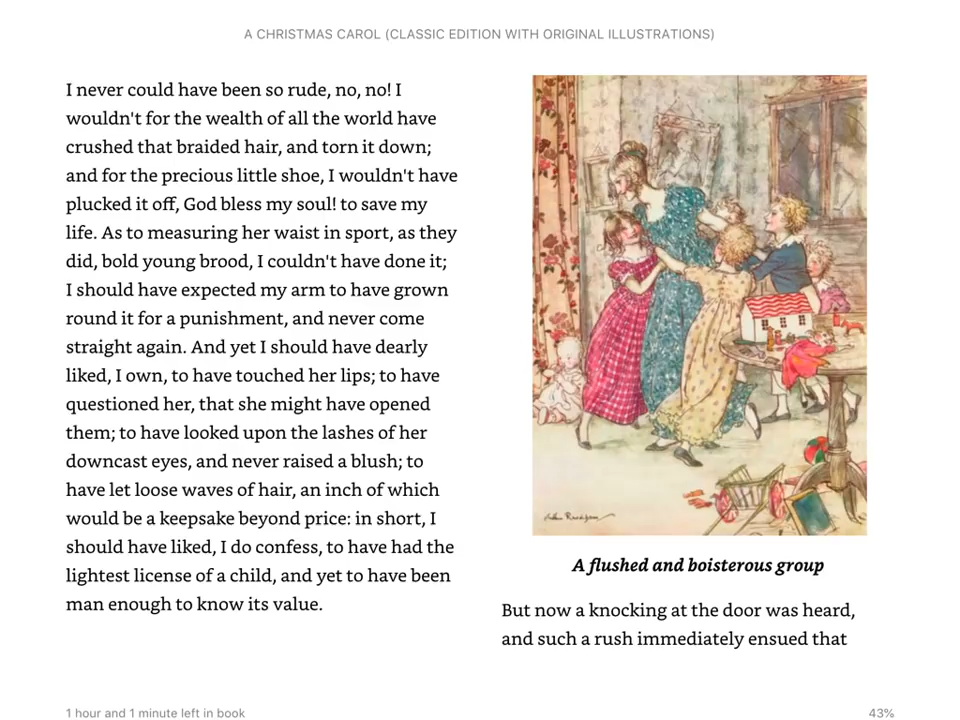 A CHRISTMAS CAROL (CLASSIC EDITION WITH ORIGINAL ILLUSTRATIONS)
I never could have been so rude, no, no! I
wouldn't for the wealth of all the world have
crushed that braided hair, and torn it down;
and for the precious little shoe, I wouldn't have
plucked it off, God bless my soul! to save my
life. As to measuring her waist in sport, as they
did, bold young brood, I couldn't have done it;
I should have expected my arm to have grown
round it for a punishment, and never come
straight again. And yet I should have dearly
liked, I own, to have touched her lips; to have
questioned her, that she might have opened
them; to have looked upon the lashes of her
downcast eyes, and never raised a blush; to
have let loose waves of hair, an inch of which
would be a keepsake beyond price: in short, I
should have liked, I do confess, to have had the
lightest license of a child, and yet to have been
man enough to know its value.
Arthur Rackham
A flushed and boisterous group
But now a knocking at the door was heard,
and such a rush immediately ensued that
1 hour and 1 minute left in book
43%